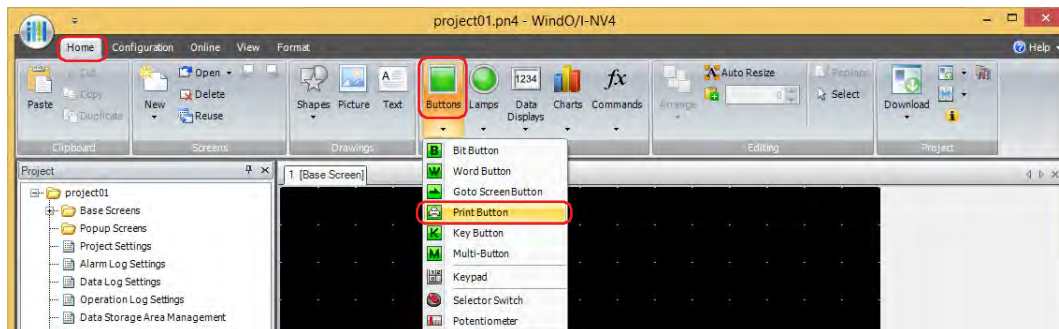 project01.pn4 - WindO/I-NV4
Home Configuration Online View Format Help
Cut Open Auto Resize Replace
Copy Delete 0 Select
Paste Duplicate New Reuse Shapes Picture Text Buttons Lamps Data Displays Charts Commands Arrange Download
1234
fx
Clipboard Screens Drawings Editing Project
Project
1 [Base Screen]
project01
Base Screens
Popup Screens
Project Settings
Alarm Log Settings
Data Log Settings
Operation Log Settings
Data Storage Area Management
B Bit Button
W Word Button
Goto Screen Button
Print Button
K Key Button
M Multi-Button
Keypad
Selector Switch
Potentiometer